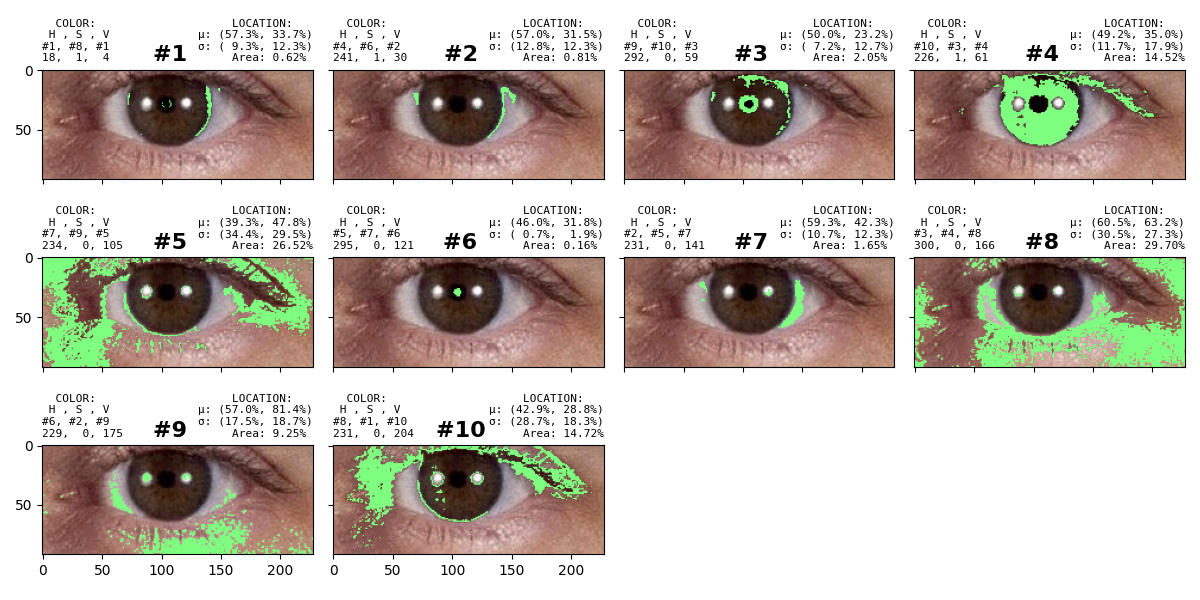 COLOR: LOCATION:
H , S , V μ: (57.3%, 33.7%)
#1, #8, #1 σ: ( 9.3%, 12.3%)
18, 1, 4 #1 Area: 0.62%
COLOR: LOCATION:
H , S , V μ: (57.0%, 31.5%)
#4, #6, #2 σ: (12.8%, 12.3%)
241, 1, 30 #2 Area: 0.81%
COLOR: LOCATION:
H , S , V μ: (50.0%, 23.2%)
#9, #10, #3 σ: ( 7.2%, 12.7%)
292, 0, 59 #3 Area: 2.05%
COLOR: LOCATION:
H , S , V μ: (49.2%, 35.0%)
#10, #3, #4 σ: (11.7%, 17.9%)
226, 1, 61 #4 Area: 14.52%
0
50
COLOR: LOCATION:
H , S , V μ: (39.3%, 47.8%)
#7, #9, #5 σ: (34.4%, 29.5%)
234, 0, 105 #5 Area: 26.52%
COLOR: LOCATION:
H , S , V μ: (46.0%, 31.8%)
#5, #7, #6 σ: ( 0.7%, 1.9%)
295, 0, 121 #6 Area: 0.16%
COLOR: LOCATION:
H , S , V μ: (59.3%, 42.3%)
#2, #5, #7 σ: (10.7%, 12.3%)
231, 0, 141 #7 Area: 1.65%
COLOR: LOCATION:
H , S , V μ: (60.5%, 63.2%)
#3, #4, #8 σ: (30.5%, 27.3%)
300, 0, 166 #8 Area: 29.70%
0
50
COLOR: LOCATION:
H , S , V μ: (57.0%, 81.4%)
#6, #2, #9 σ: (17.5%, 18.7%)
229, 0, 175 #9 Area: 9.25%
COLOR: LOCATION:
H , S , V μ: (42.9%, 28.8%)
#8, #1, #10 σ: (28.7%, 18.3%)
231, 0, 204 #10 Area: 14.72%
0
50
0 50 100 150 200
0 50 100 150 200